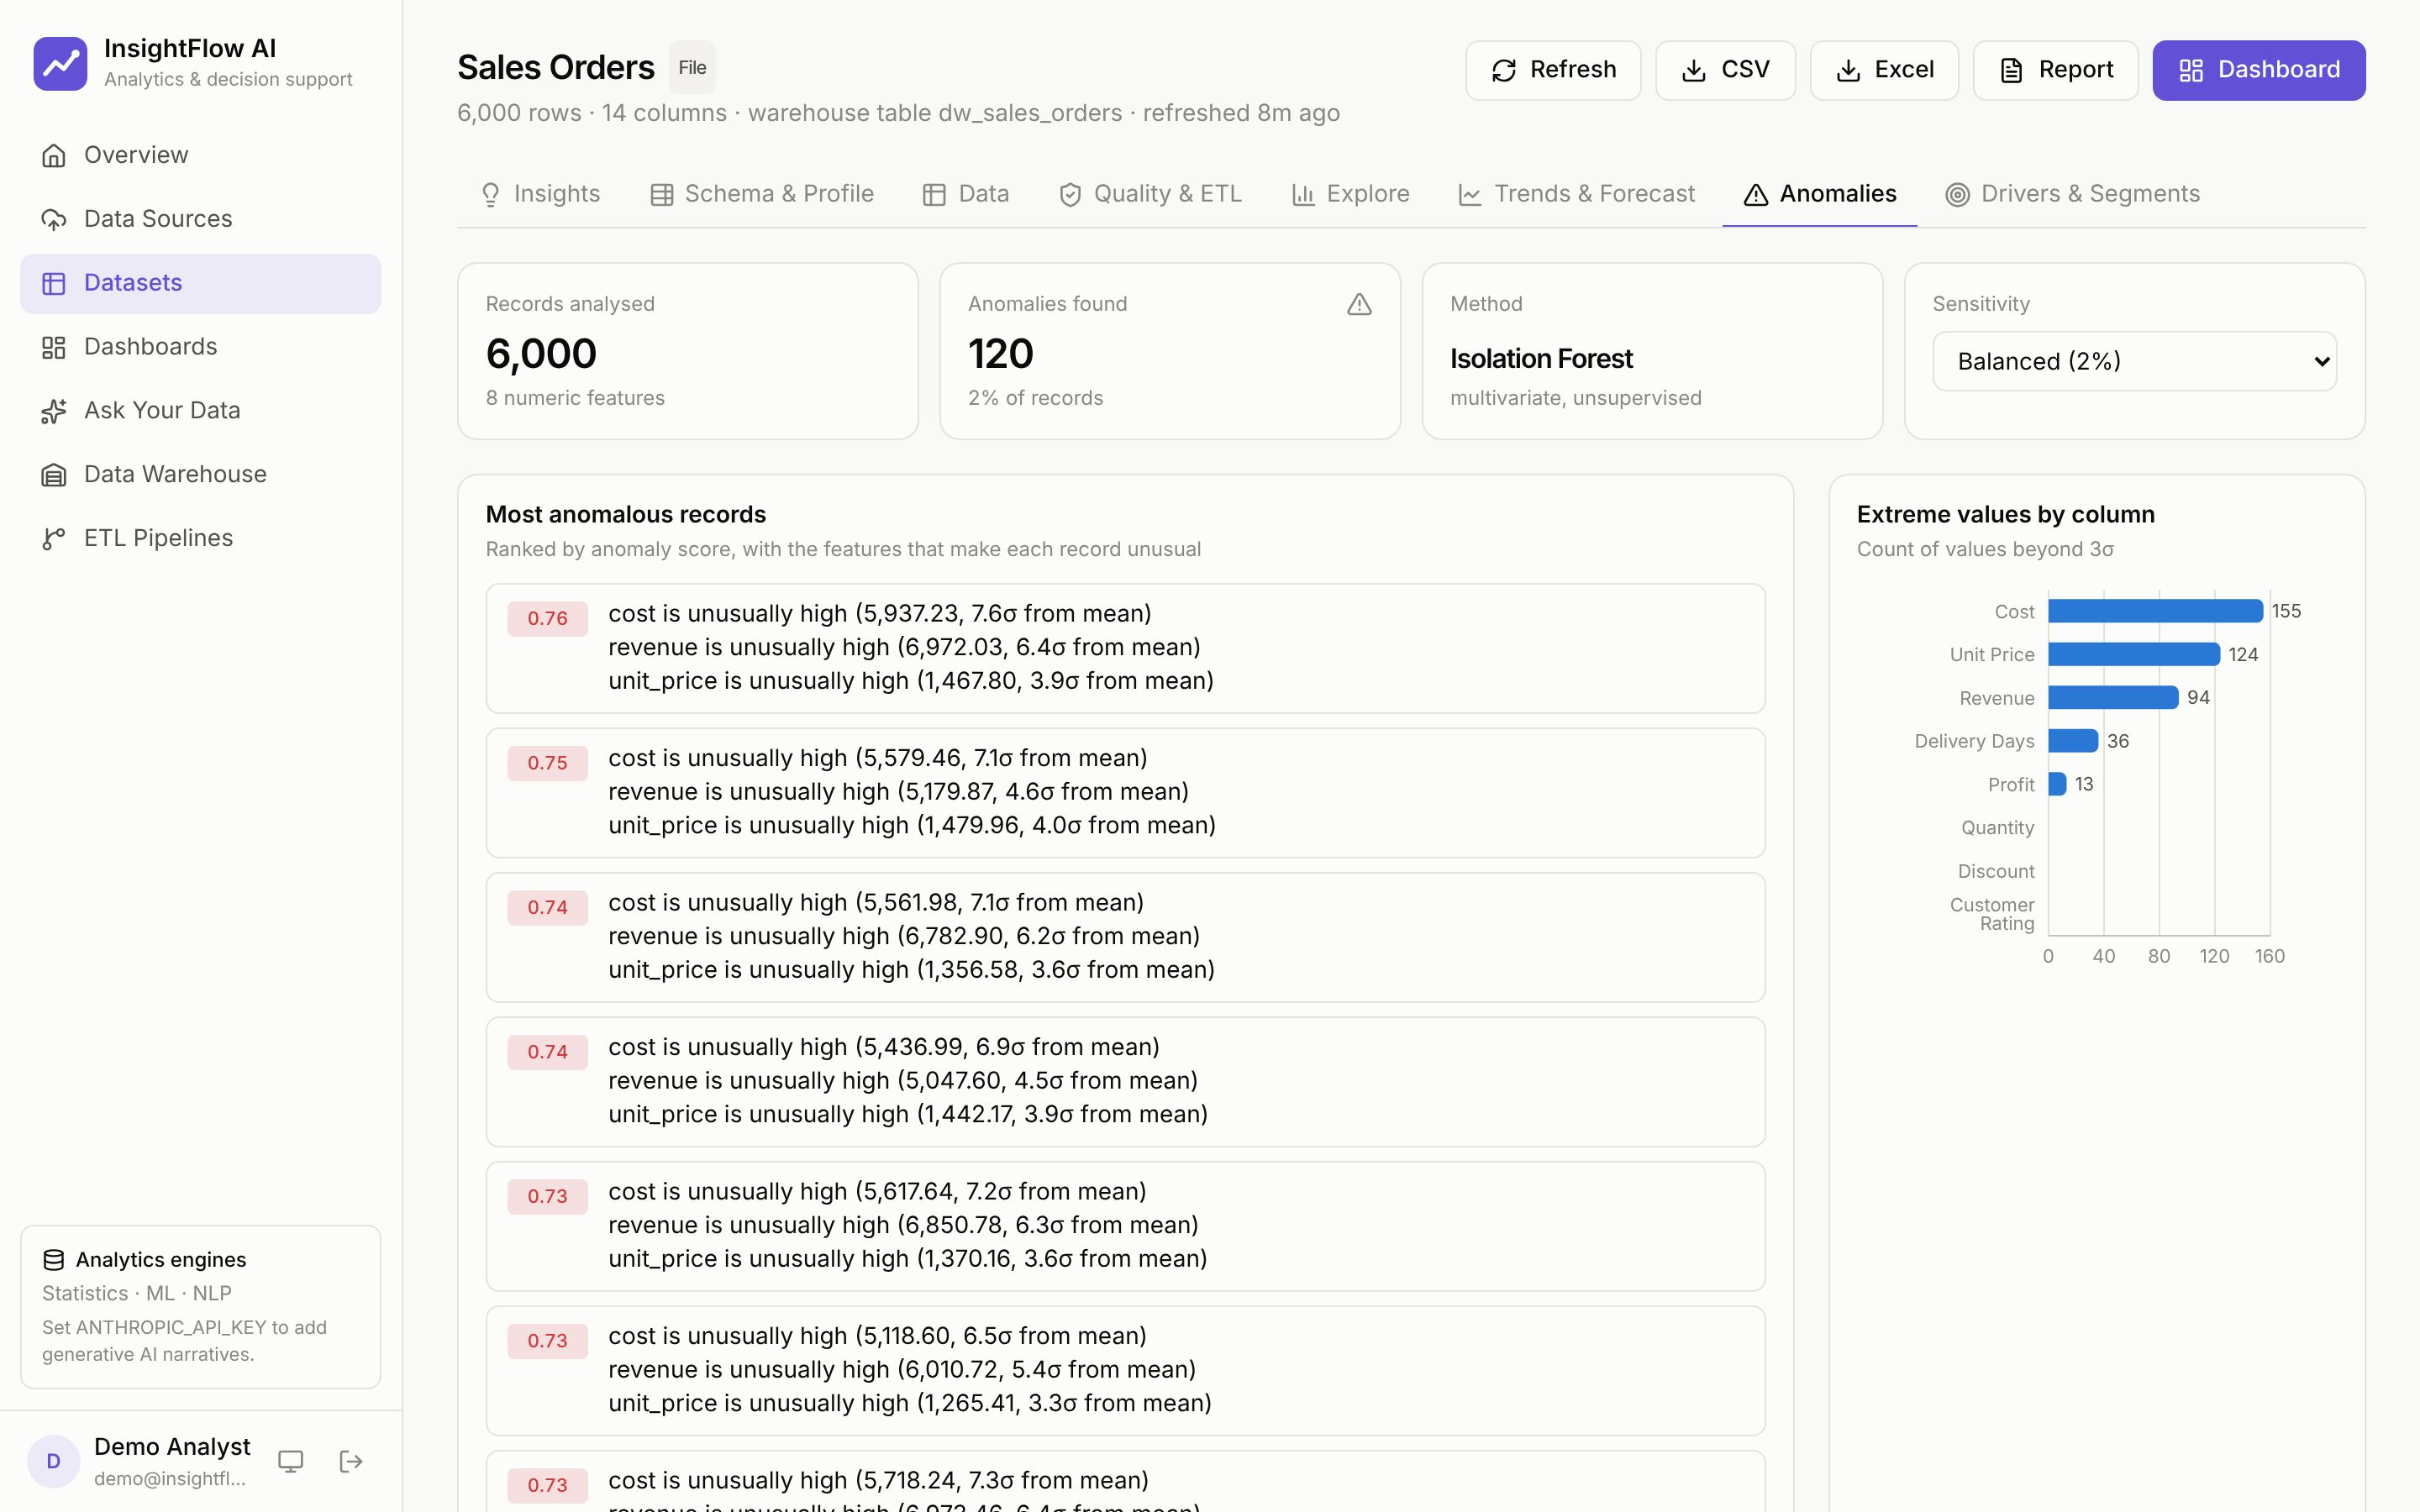 InsightFlow AI
Analytics & decision support
Overview
Data Sources
Datasets
Dashboards
Ask Your Data
Data Warehouse
ETL Pipelines
Analytics engines
Statistics · ML · NLP
Set ANTHROPIC_API_KEY to add
generative AI narratives.
D
Demo Analyst
demo@insightfl...
Sales Orders
File
6,000 rows · 14 columns · warehouse table dw_sales_orders · refreshed 8m ago
Refresh
CSV
Excel
Report
Dashboard
Insights
Schema & Profile
Data
Quality & ETL
Explore
Trends & Forecast
Anomalies
Drivers & Segments
Records analysed
6,000
8 numeric features
Anomalies found
120
2% of records
Method
Isolation Forest
multivariate, unsupervised
Sensitivity
Balanced (2%)
Most anomalous records
Ranked by anomaly score, with the features that make each record unusual
0.76
cost is unusually high (5,937.23, 7.6σ from mean)
revenue is unusually high (6,972.03, 6.4σ from mean)
unit_price is unusually high (1,467.80, 3.9σ from mean)
0.75
cost is unusually high (5,579.46, 7.1σ from mean)
revenue is unusually high (5,179.87, 4.6σ from mean)
unit_price is unusually high (1,479.96, 4.0σ from mean)
0.74
cost is unusually high (5,561.98, 7.1σ from mean)
revenue is unusually high (6,782.90, 6.2σ from mean)
unit_price is unusually high (1,356.58, 3.6σ from mean)
0.74
cost is unusually high (5,436.99, 6.9σ from mean)
revenue is unusually high (5,047.60, 4.5σ from mean)
unit_price is unusually high (1,442.17, 3.9σ from mean)
0.73
cost is unusually high (5,617.64, 7.2σ from mean)
revenue is unusually high (6,850.78, 6.3σ from mean)
unit_price is unusually high (1,370.16, 3.6σ from mean)
0.73
cost is unusually high (5,118.60, 6.5σ from mean)
revenue is unusually high (6,010.72, 5.4σ from mean)
unit_price is unusually high (1,265.41, 3.3σ from mean)
0.73
cost is unusually high (5,718.24, 7.3σ from mean)
revenue is unusually high (6,973.46, 6.4σ from mean)
Extreme values by column
Count of values beyond 3σ
Cost
155
Unit Price
124
Revenue
94
Delivery Days
36
Profit
13
Quantity
Discount
Customer
Rating
0 40 80 120 160